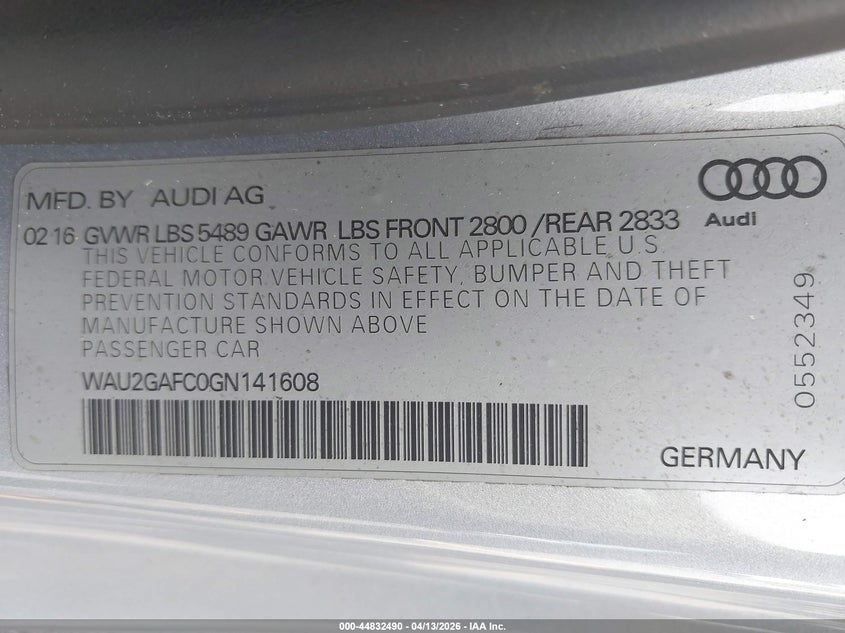 MFD. BY AUDI AG
Audi
02 16 GVWR LBS 5489 GAWR LBS FRONT 2800 /REAR 2833
THIS VEHICLE CONFORMS TO ALL APPLICABLE U.S.
FEDERAL MOTOR VEHICLE SAFETY, BUMPER AND THEFT
PREVENTION STANDARDS IN EFFECT ON THE DATE OF
MANUFACTURE SHOWN ABOVE
PASSENGER CAR
WAU2GAFC0GN141608
0552349
GERMANY
000-44832490 - 04/13/2026 - IAA Inc.